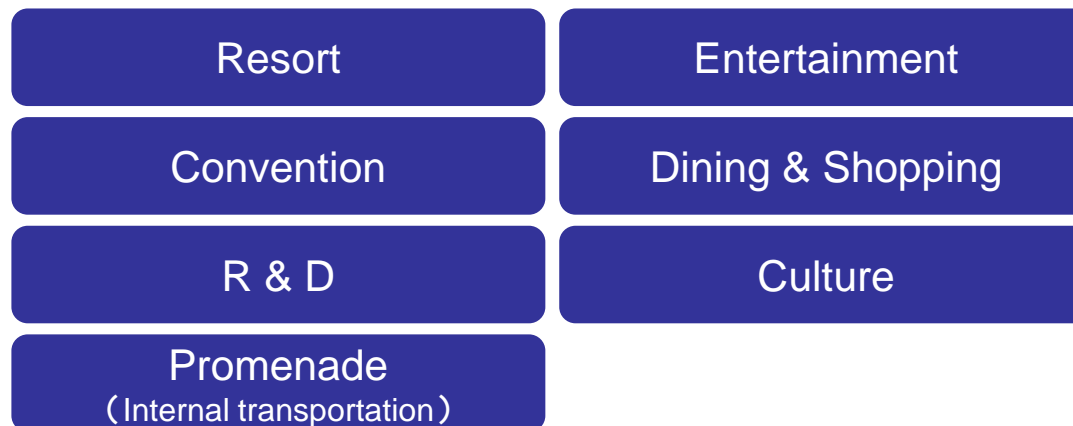 Resort
Entertainment
Convention
Dining & Shopping
R & D
Culture
Promenade
（Internal transportation）